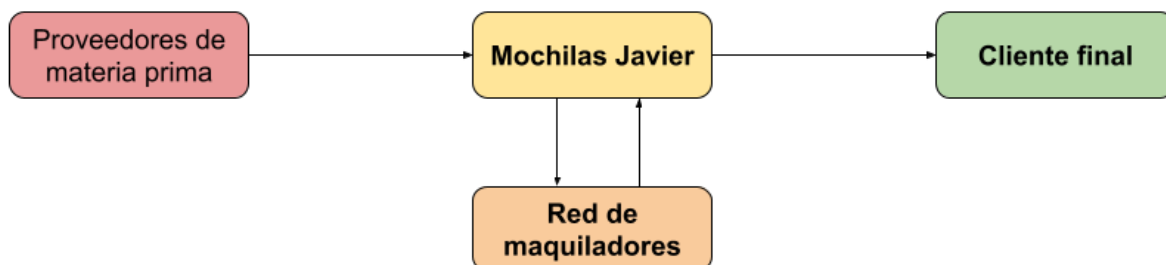 Proveedores de
materia prima
Mochilas Javier
Cliente final
Red de
maquiladores